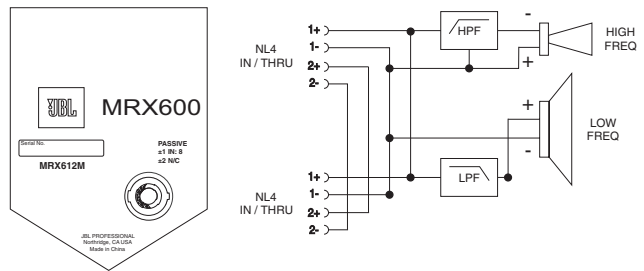 JBL
MRX600
Serial No.
MRX612M
PASSIVE
±1 IN: 8
±2 N/C
JBL PROFESSIONAL
Northridge, CA USA
Made in China
NL4
IN / THRU
1+
1-
2+
2-
HPF
-
+
HIGH
FREQ
+
-
LOW
FREQ
NL4
IN / THRU
1+
1-
2+
2-
LPF